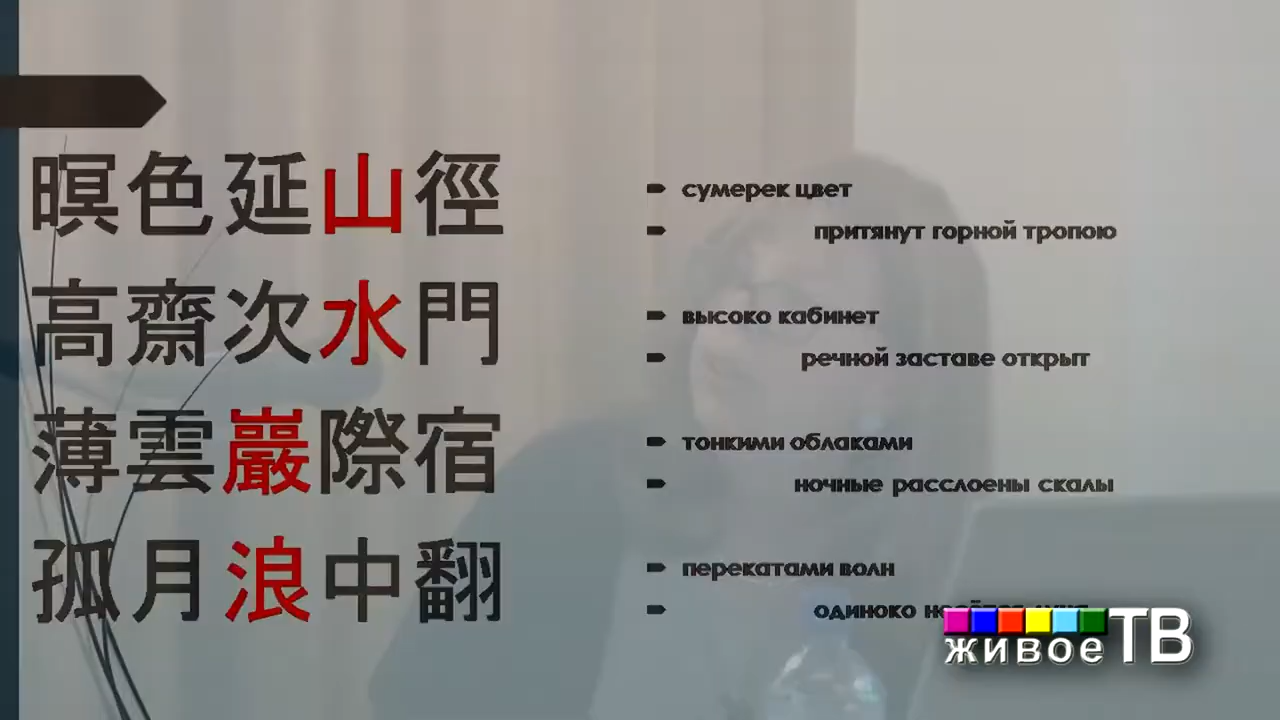 暝色延山徑
高齋次水門
薄雲巖際宿
孤月浪中翻
сумерек цвет
притянут горной тропою
высоко кабинет
речной заставе открыт
тонкими облаками
ночные расслоены скалы
перекатами волн
одиноко
живое ТВ